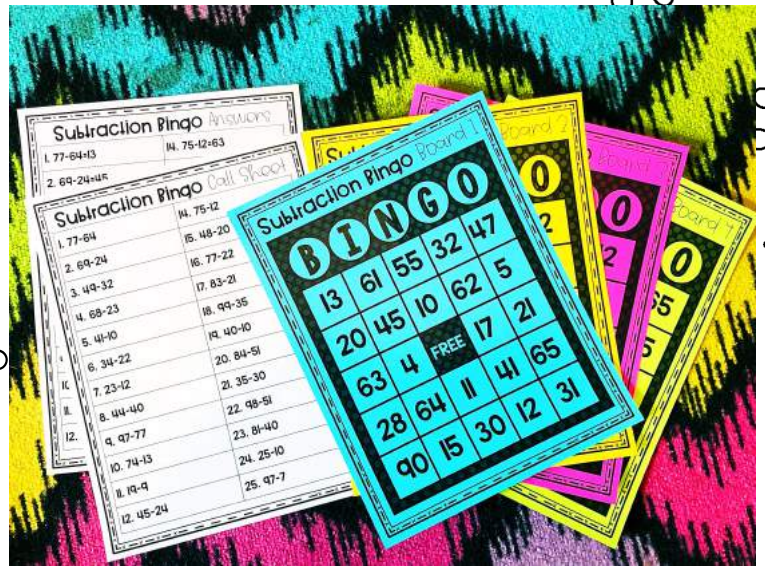 Subtraction Bingo Answers
1. 77-64=13
14. 75-12=63
2. 69-24=45
12.
Subtraction Bingo Call Sheet
1. 77-64
2. 69-24
3. 49-32
4. 68-23
5. 41-10
6. 34-22
7. 23-12
8. 44-40
9. 97-77
10. 74-13
11. 19-9
12. 45-24
14. 75-12
15. 48-20
16. 77-22
17. 83-21
18. 99-35
19. 40-10
20. 84-51
21. 35-30
22. 98-51
23. 81-40
24. 25-10
25. 97-7
Subtraction Bingo Board 1
BINGO
13 61 55 32 47
20 45 10 62 5
63 4 FREE 17 21
28 64 11 41 65
90 15 30 12 31
Board 2
O
2
Board
O
2
Board 4
O
5